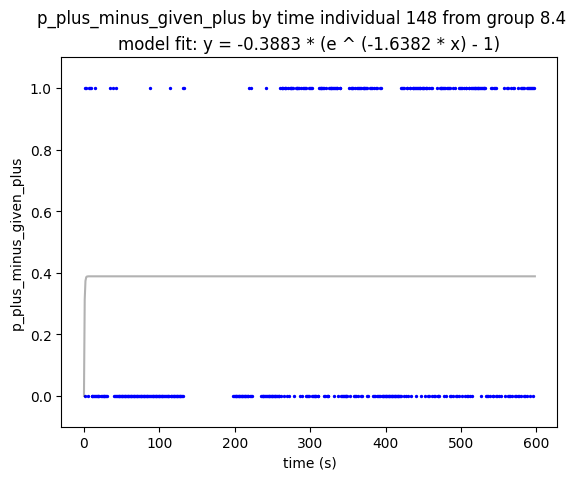 p_plus_minus_given_plus by time individual 148 from group 8.4
model fit: y = -0.3883 * (e ^ (-1.6382 * x) - 1)
1.0
0.8
0.6
0.4
0.2
0.0
p_plus_minus_given_plus
0 100 200 300 400 500 600
time (s)